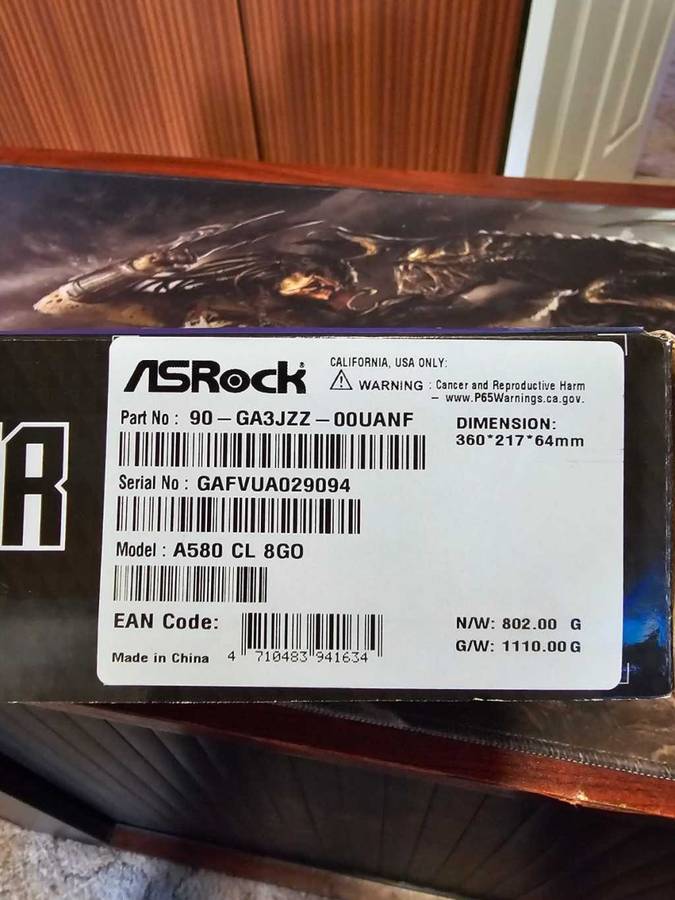 ASRock
CALIFORNIA, USA ONLY:
WARNING : Cancer and Reproductive Harm
– www.P65Warnings.ca.gov.
Part No : 90-GA3JZZ-00UANF
DIMENSION:
360*217*64mm
Serial No : GAFVUA029094
Model : A580 CL 8GO
EAN Code:
4 710483 941634
Made in China
N/W: 802.00 G
G/W: 1110.00 G
R